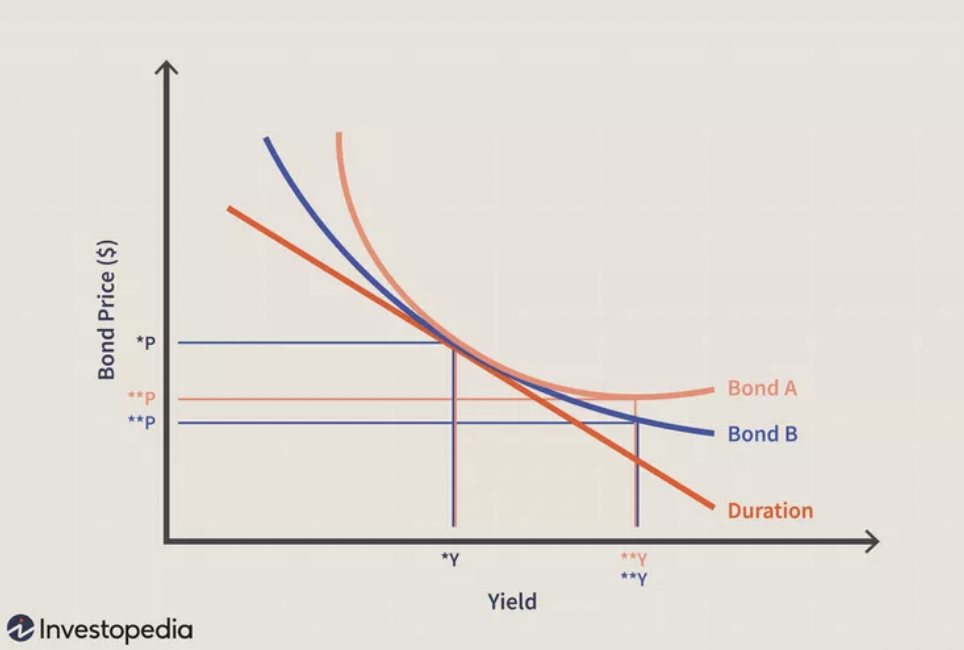 Bond Price ($)
*P
**P
**P
Bond A
Bond B
Duration
*Y
**Y
**Y
Yield
Investopedia